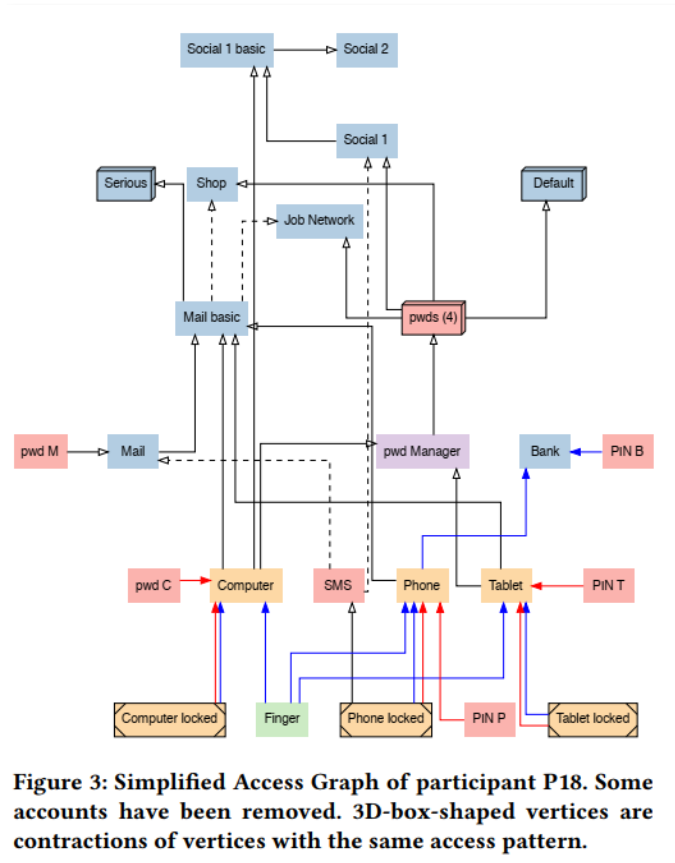 Social 1 basic
Social 2
Social 1
Serious
Shop
Default
Job Network
Mail basic
pwds (4)
pwd M
Mail
pwd Manager
Bank
PIN B
pwd C
Computer
SMS
Phone
Tablet
PIN T
Computer locked
Finger
Phone locked
PIN P
Tablet locked
Figure 3: Simplified Access Graph of participant P18. Some
accounts have been removed. 3D-box-shaped vertices are
contractions of vertices with the same access pattern.